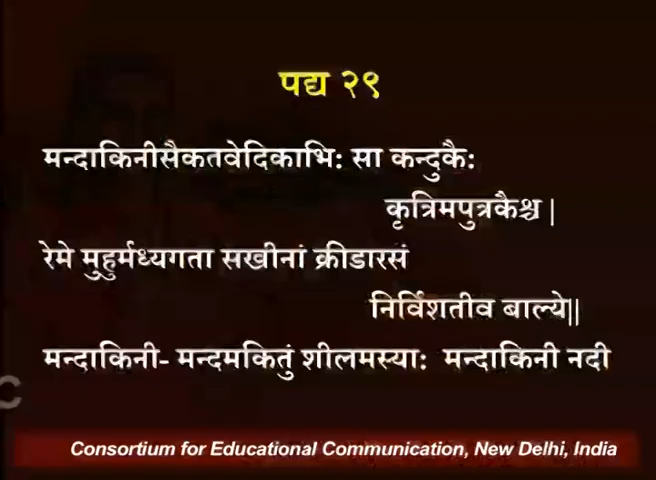 पद्य २९
मन्दाकिनीसैकतवेदिकाभि: सा कन्दुकै:
कृत्रिमपुत्रकैश्च |
रेमे मुहुर्मध्यगता सखीनां क्रीडारसं
निर्विशतीव बाल्ये||
मन्दाकिनी- मन्दमकितुं शीलमस्या: मन्दाकिनी नदी
C
Consortium for Educational Communication, New Delhi, India